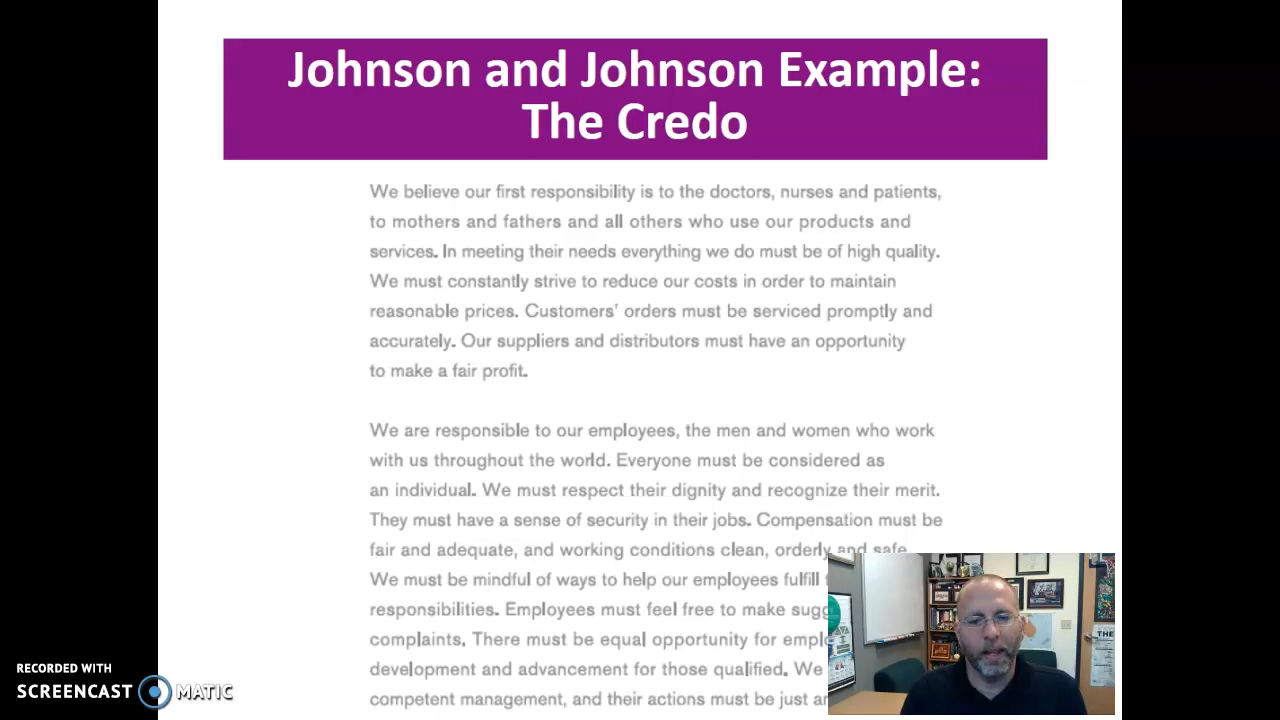 Johnson and Johnson Example:
The Credo
We believe our first responsibility is to the doctors, nurses and patients,
to mothers and fathers and all others who use our products and
services. In meeting their needs everything we do must be of high quality.
We must constantly strive to reduce our costs in order to maintain
reasonable prices. Customers’ orders must be serviced promptly and
accurately. Our suppliers and distributors must have an opportunity
to make a fair profit.
We are responsible to our employees, the men and women who work
with us throughout the world. Everyone must be considered as
an individual. We must respect their dignity and recognize their merit.
They must have a sense of security in their jobs. Compensation must be
fair and adequate, and working conditions clean, orderly and safe
We must be mindful of ways to help our employees fulfill
responsibilities. Employees must feel free to make sugg
complaints. There must be equal opportunity for empl
development and advancement for those qualified. We
competent management, and their actions must be just
THE
RECORDED WITH
SCREENCAST MATIC